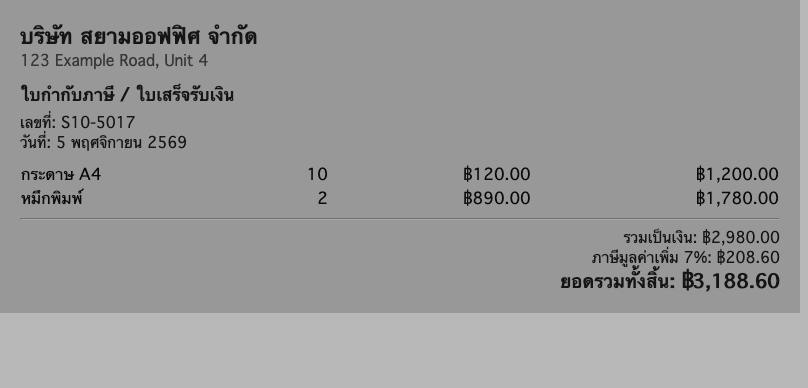 บริษัท สยามออฟฟิศ จำกัด
123 Example Road, Unit 4
ใบกำกับภาษี / ใบเสร็จรับเงิน
เลขที่: S10-5017
วันที่: 5 พฤศจิกายน 2569
กระดาษ A4 10 ฿120.00 ฿1,200.00
หมึกพิมพ์ 2 ฿890.00 ฿1,780.00
รวมเป็นเงิน: ฿2,980.00
ภาษีมูลค่าเพิ่ม 7%: ฿208.60
ยอดรวมทั้งสิ้น: ฿3,188.60